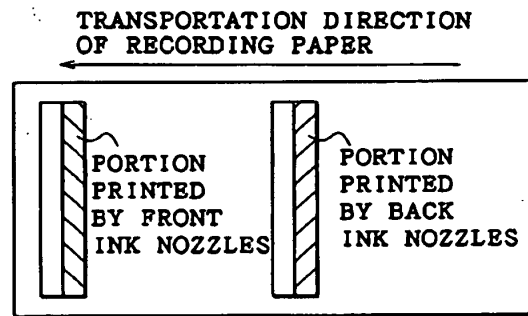 TRANSPORTATION DIRECTION
OF RECORDING PAPER
PORTION
PRINTED
BY FRONT
INK NOZZLES
PORTION
PRINTED
BY BACK
INK NOZZLES